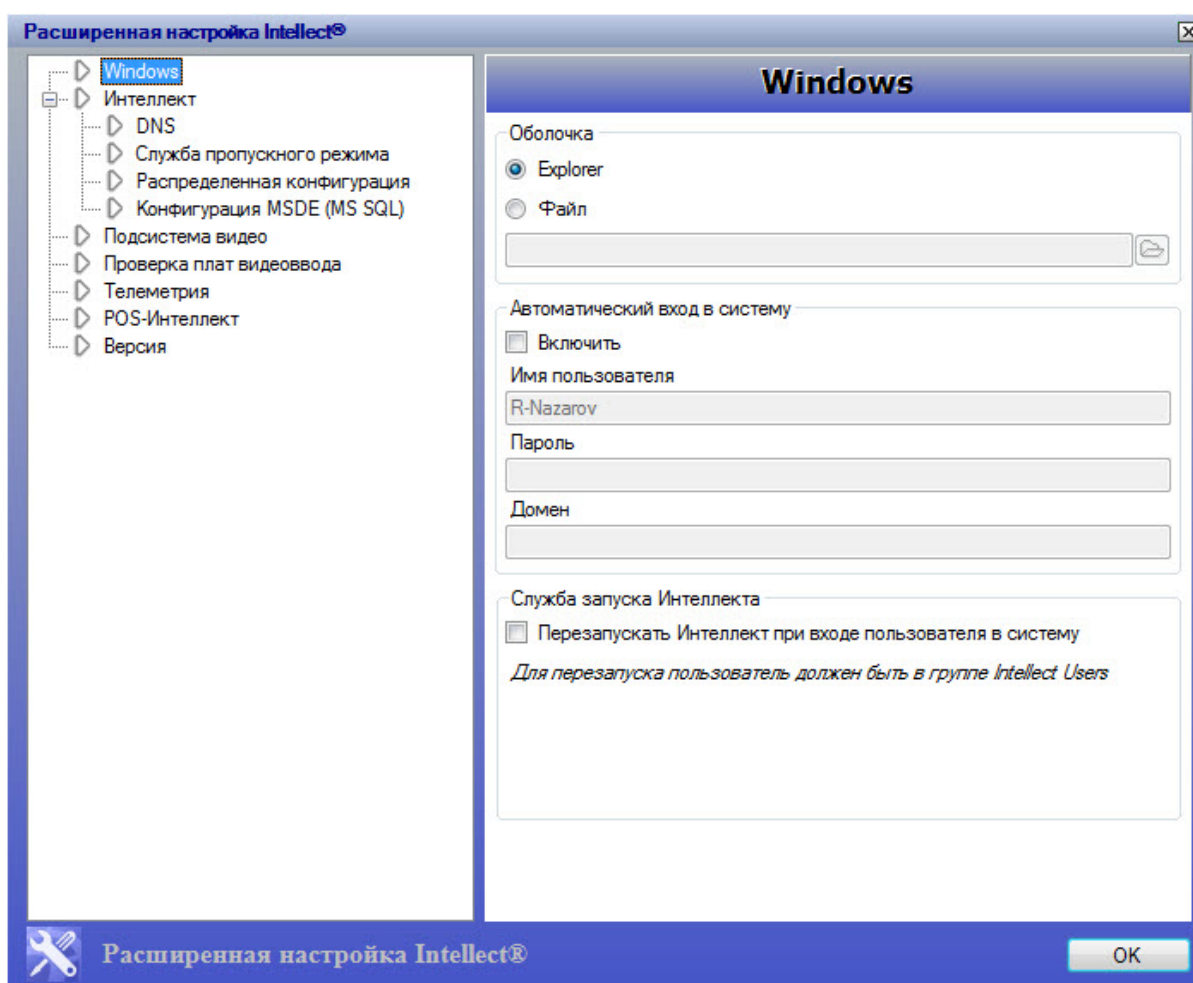 Расширенная настройка Intellect®
Windows
Интеллект
DNS
Служба пропускного режима
Распределенная конфигурация
Конфигурация MSDE (MS SQL)
Подсистема видео
Проверка плат видеоввода
Телеметрия
POS-Интеллект
Версия
Windows
Оболочка
Explorer
Файл
Автоматический вход в систему
Включить
Имя пользователя
R-Nazarov
Пароль
Домен
Служба запуска Интеллекта
Перезапускать Интеллект при входе пользователя в систему
Для перезапуска пользователь должен быть в группе Intellect Users
Расширенная настройка Intellect®
OK